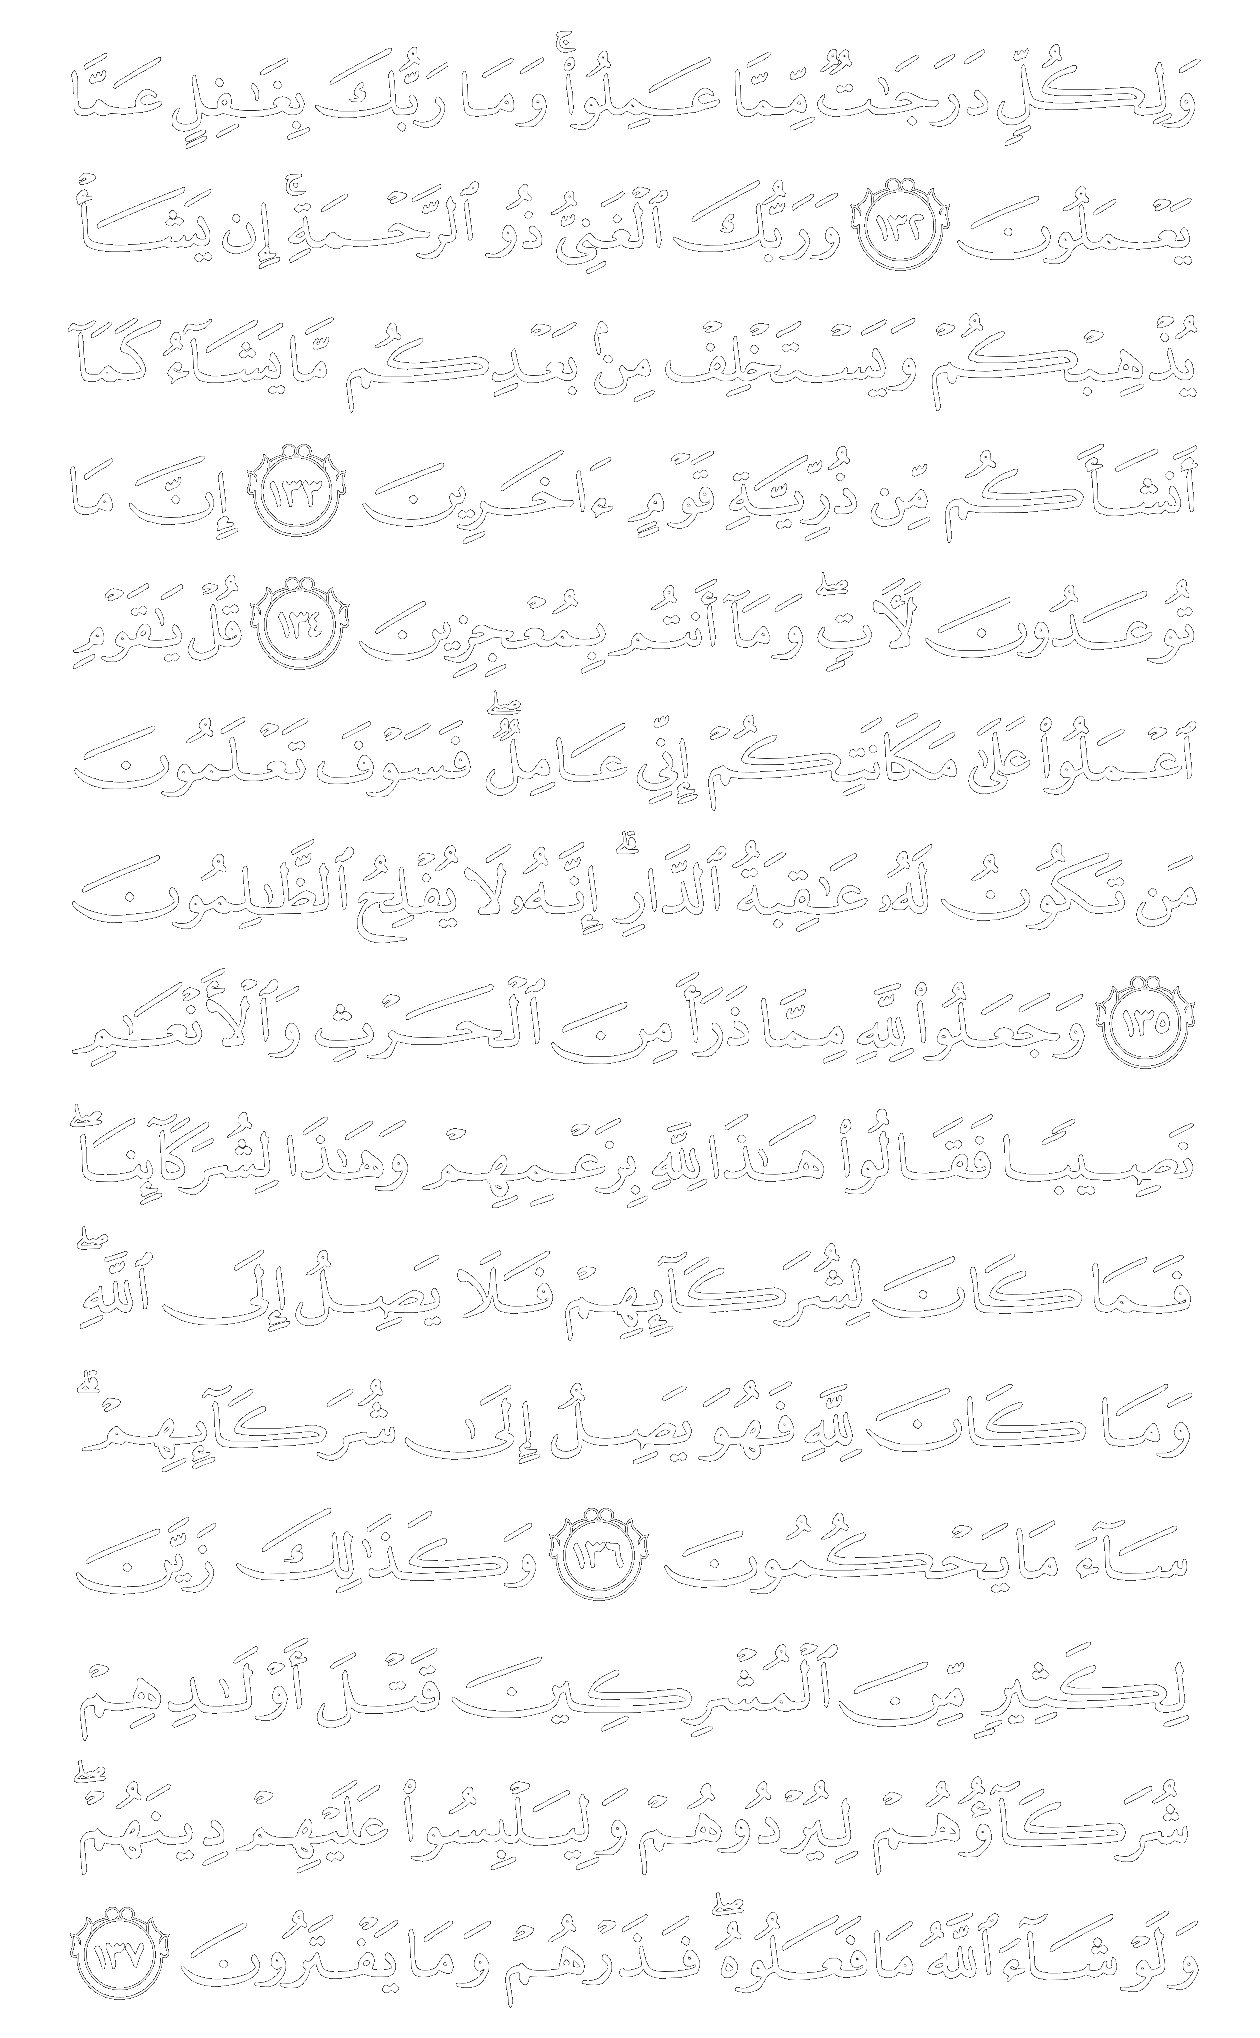 وَلِكُلٍّ دَرَجَٰتٌ مِّمَّا عَمِلُوا۟ ۚ وَمَا رَبُّكَ بِغَٰفِلٍ عَمَّا
يَعْمَلُونَ ١٣٢ وَرَبُّكَ ٱلْغَنِىُّ ذُو ٱلرَّحْمَةِ ۚ إِن يَشَأْ
يُذْهِبْكُمْ وَيَسْتَخْلِفْ مِنۢ بَعْدِكُم مَّا يَشَآءُ كَمَآ
أَنشَأَكُم مِّن ذُرِّيَّةِ قَوْمٍ ءَاخَرِينَ ١٣٣ إِنَّ مَا
تُوعَدُونَ لَءَاتٍ ۖ وَمَآ أَنتُم بِمُعْجِزِينَ ١٣٤ قُلْ يَٰقَوْمِ
ٱعْمَلُوا۟ عَلَىٰ مَكَانَتِكُمْ إِنِّى عَامِلٌ ۖ فَسَوْفَ تَعْلَمُونَ
مَن تَكُونُ لَهُۥ عَٰقِبَةُ ٱلدَّارِ ۗ إِنَّهُۥ لَا يُفْلِحُ ٱلظَّٰلِمُونَ
١٣٥ وَجَعَلُوا۟ لِلَّهِ مِمَّا ذَرَأَ مِنَ ٱلْحَرْثِ وَٱلْأَنْعَٰمِ
نَصِيبًا فَقَالُوا۟ هَٰذَا لِلَّهِ بِزَعْمِهِمْ وَهَٰذَا لِشُرَكَآئِنَا ۖ
فَمَا كَانَ لِشُرَكَآئِهِمْ فَلَا يَصِلُ إِلَى ٱللَّهِ ۖ
وَمَا كَانَ لِلَّهِ فَهُوَ يَصِلُ إِلَىٰ شُرَكَآئِهِمْ ۗ
سَآءَ مَا يَحْكُمُونَ ١٣٦ وَكَذَٰلِكَ زَيَّنَ
لِكَثِيرٍ مِّنَ ٱلْمُشْرِكِينَ قَتْلَ أَوْلَٰدِهِمْ
شُرَكَآؤُهُمْ لِيُرْدُوهُمْ وَلِيَلْبِسُوا۟ عَلَيْهِمْ دِينَهُمْ ۖ
وَلَوْ شَآءَ ٱللَّهُ مَا فَعَلُوهُ ۖ فَذَرْهُمْ وَمَا يَفْتَرُونَ ١٣٧